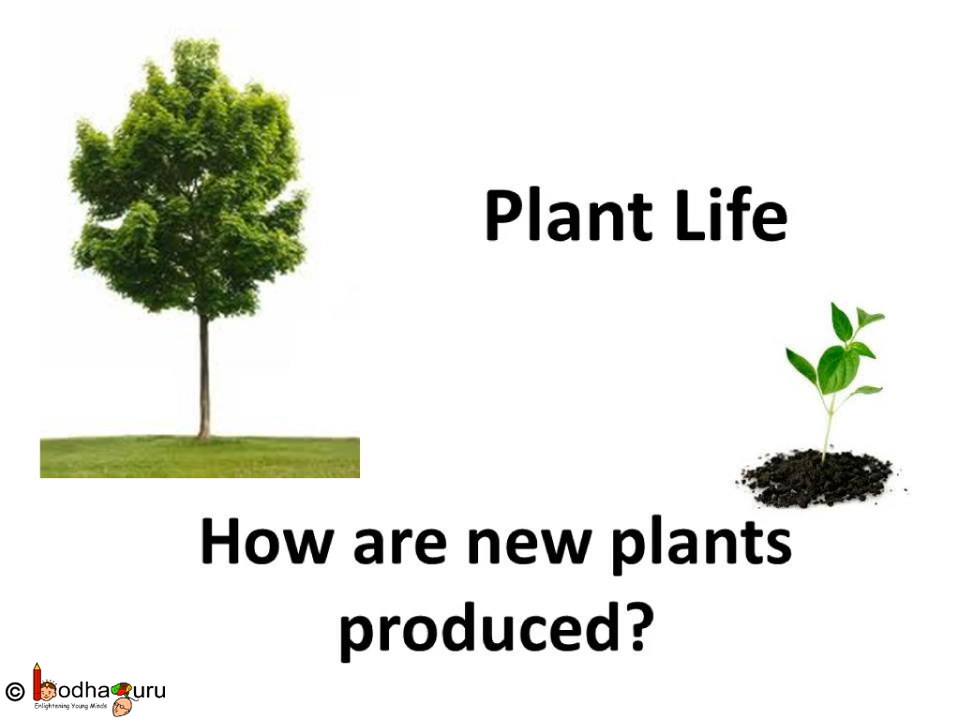 Plant Life
How are new plants
produced?
© bodhaguru
Enlightening Young Minds